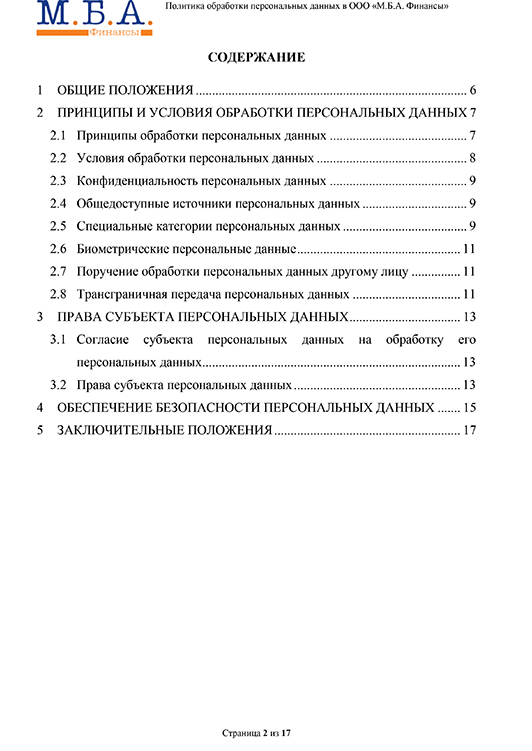 М.Б.А.
Финансы
Политика обработки персональных данных в ООО «М.Б.А. Финансы»
СОДЕРЖАНИЕ
1 ОБЩИЕ ПОЛОЖЕНИЯ ........ 6
2 ПРИНЦИПЫ И УСЛОВИЯ ОБРАБОТКИ ПЕРСОНАЛЬНЫХ ДАННЫХ 7
2.1 Принципы обработки персональных данных ........ 7
2.2 Условия обработки персональных данных ........ 8
2.3 Конфиденциальность персональных данных ........ 9
2.4 Общедоступные источники персональных данных ........ 9
2.5 Специальные категории персональных данных ........ 9
2.6 Биометрические персональные данные ........ 11
2.7 Поручение обработки персональных данных другому лицу ........ 11
2.8 Трансграничная передача персональных данных ........ 11
3 ПРАВА СУБЪЕКТА ПЕРСОНАЛЬНЫХ ДАННЫХ ........ 13
3.1 Согласие субъекта персональных данных на обработку его
персональных данных ........ 13
3.2 Права субъекта персональных данных ........ 13
4 ОБЕСПЕЧЕНИЕ БЕЗОПАСНОСТИ ПЕРСОНАЛЬНЫХ ДАННЫХ ....... 15
5 ЗАКЛЮЧИТЕЛЬНЫЕ ПОЛОЖЕНИЯ ........ 17
Страница 2 из 17